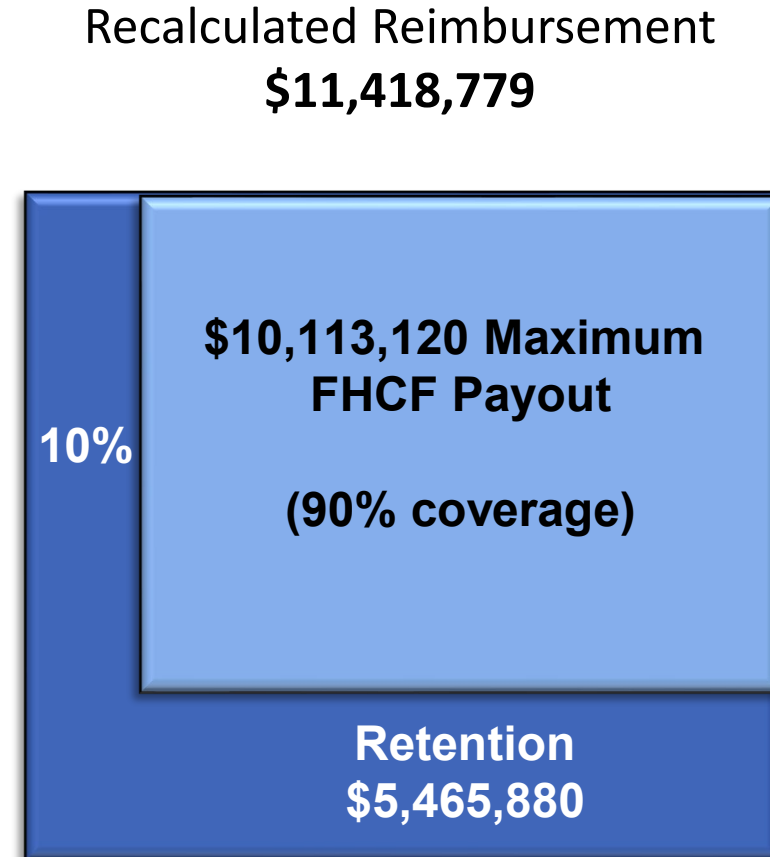 Recalculated Reimbursement
$11,418,779
$10,113,120 Maximum
FHCF Payout
10%
(90% coverage)
Retention
$5,465,880